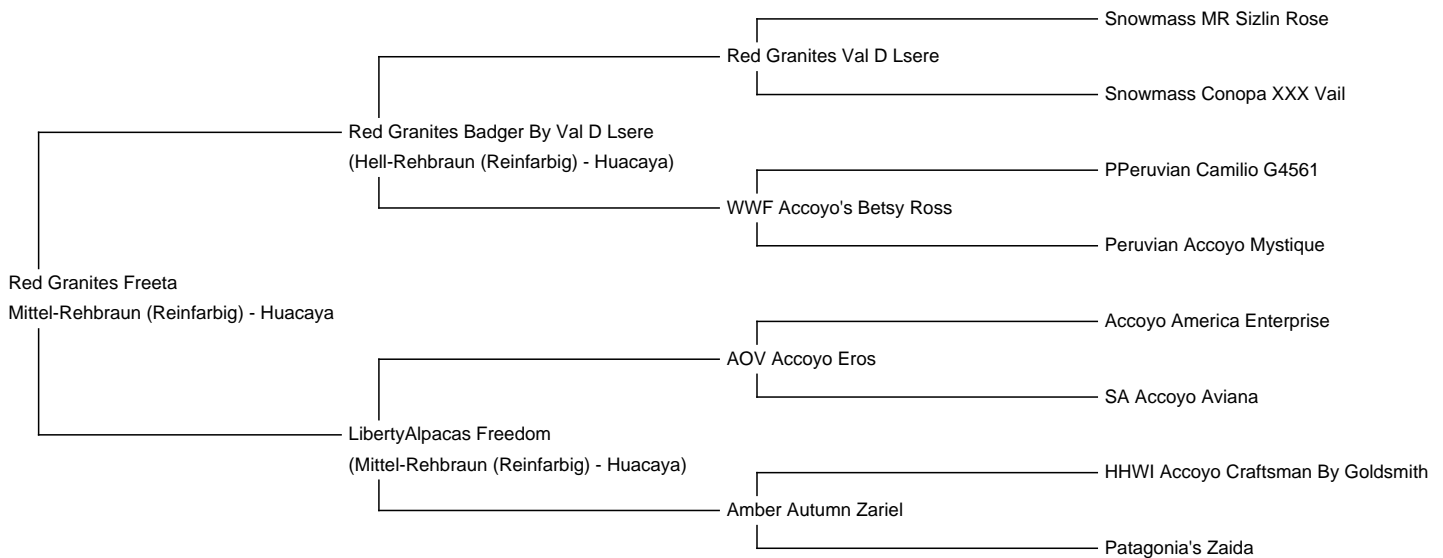 Snowmass MR Sizlin Rose
Red Granites Val D Lsere
Snowmass Conopa XXX Vail
Red Granites Badger By Val D Lsere
(Hell-Rehbraun (Reinfarbig) - Huacaya)
PPeruvian Camilio G4561
WWF Accoyo's Betsy Ross
Peruvian Accoyo Mystique
Red Granites Freeta
Mittel-Rehbraun (Reinfarbig) - Huacaya
Accoyo America Enterprise
AOV Accoyo Eros
SA Accoyo Aviana
LibertyAlpacas Freedom
(Mittel-Rehbraun (Reinfarbig) - Huacaya)
HHWI Accoyo Craftsman By Goldsmith
Amber Autumn Zariel
Patagonia's Zaida